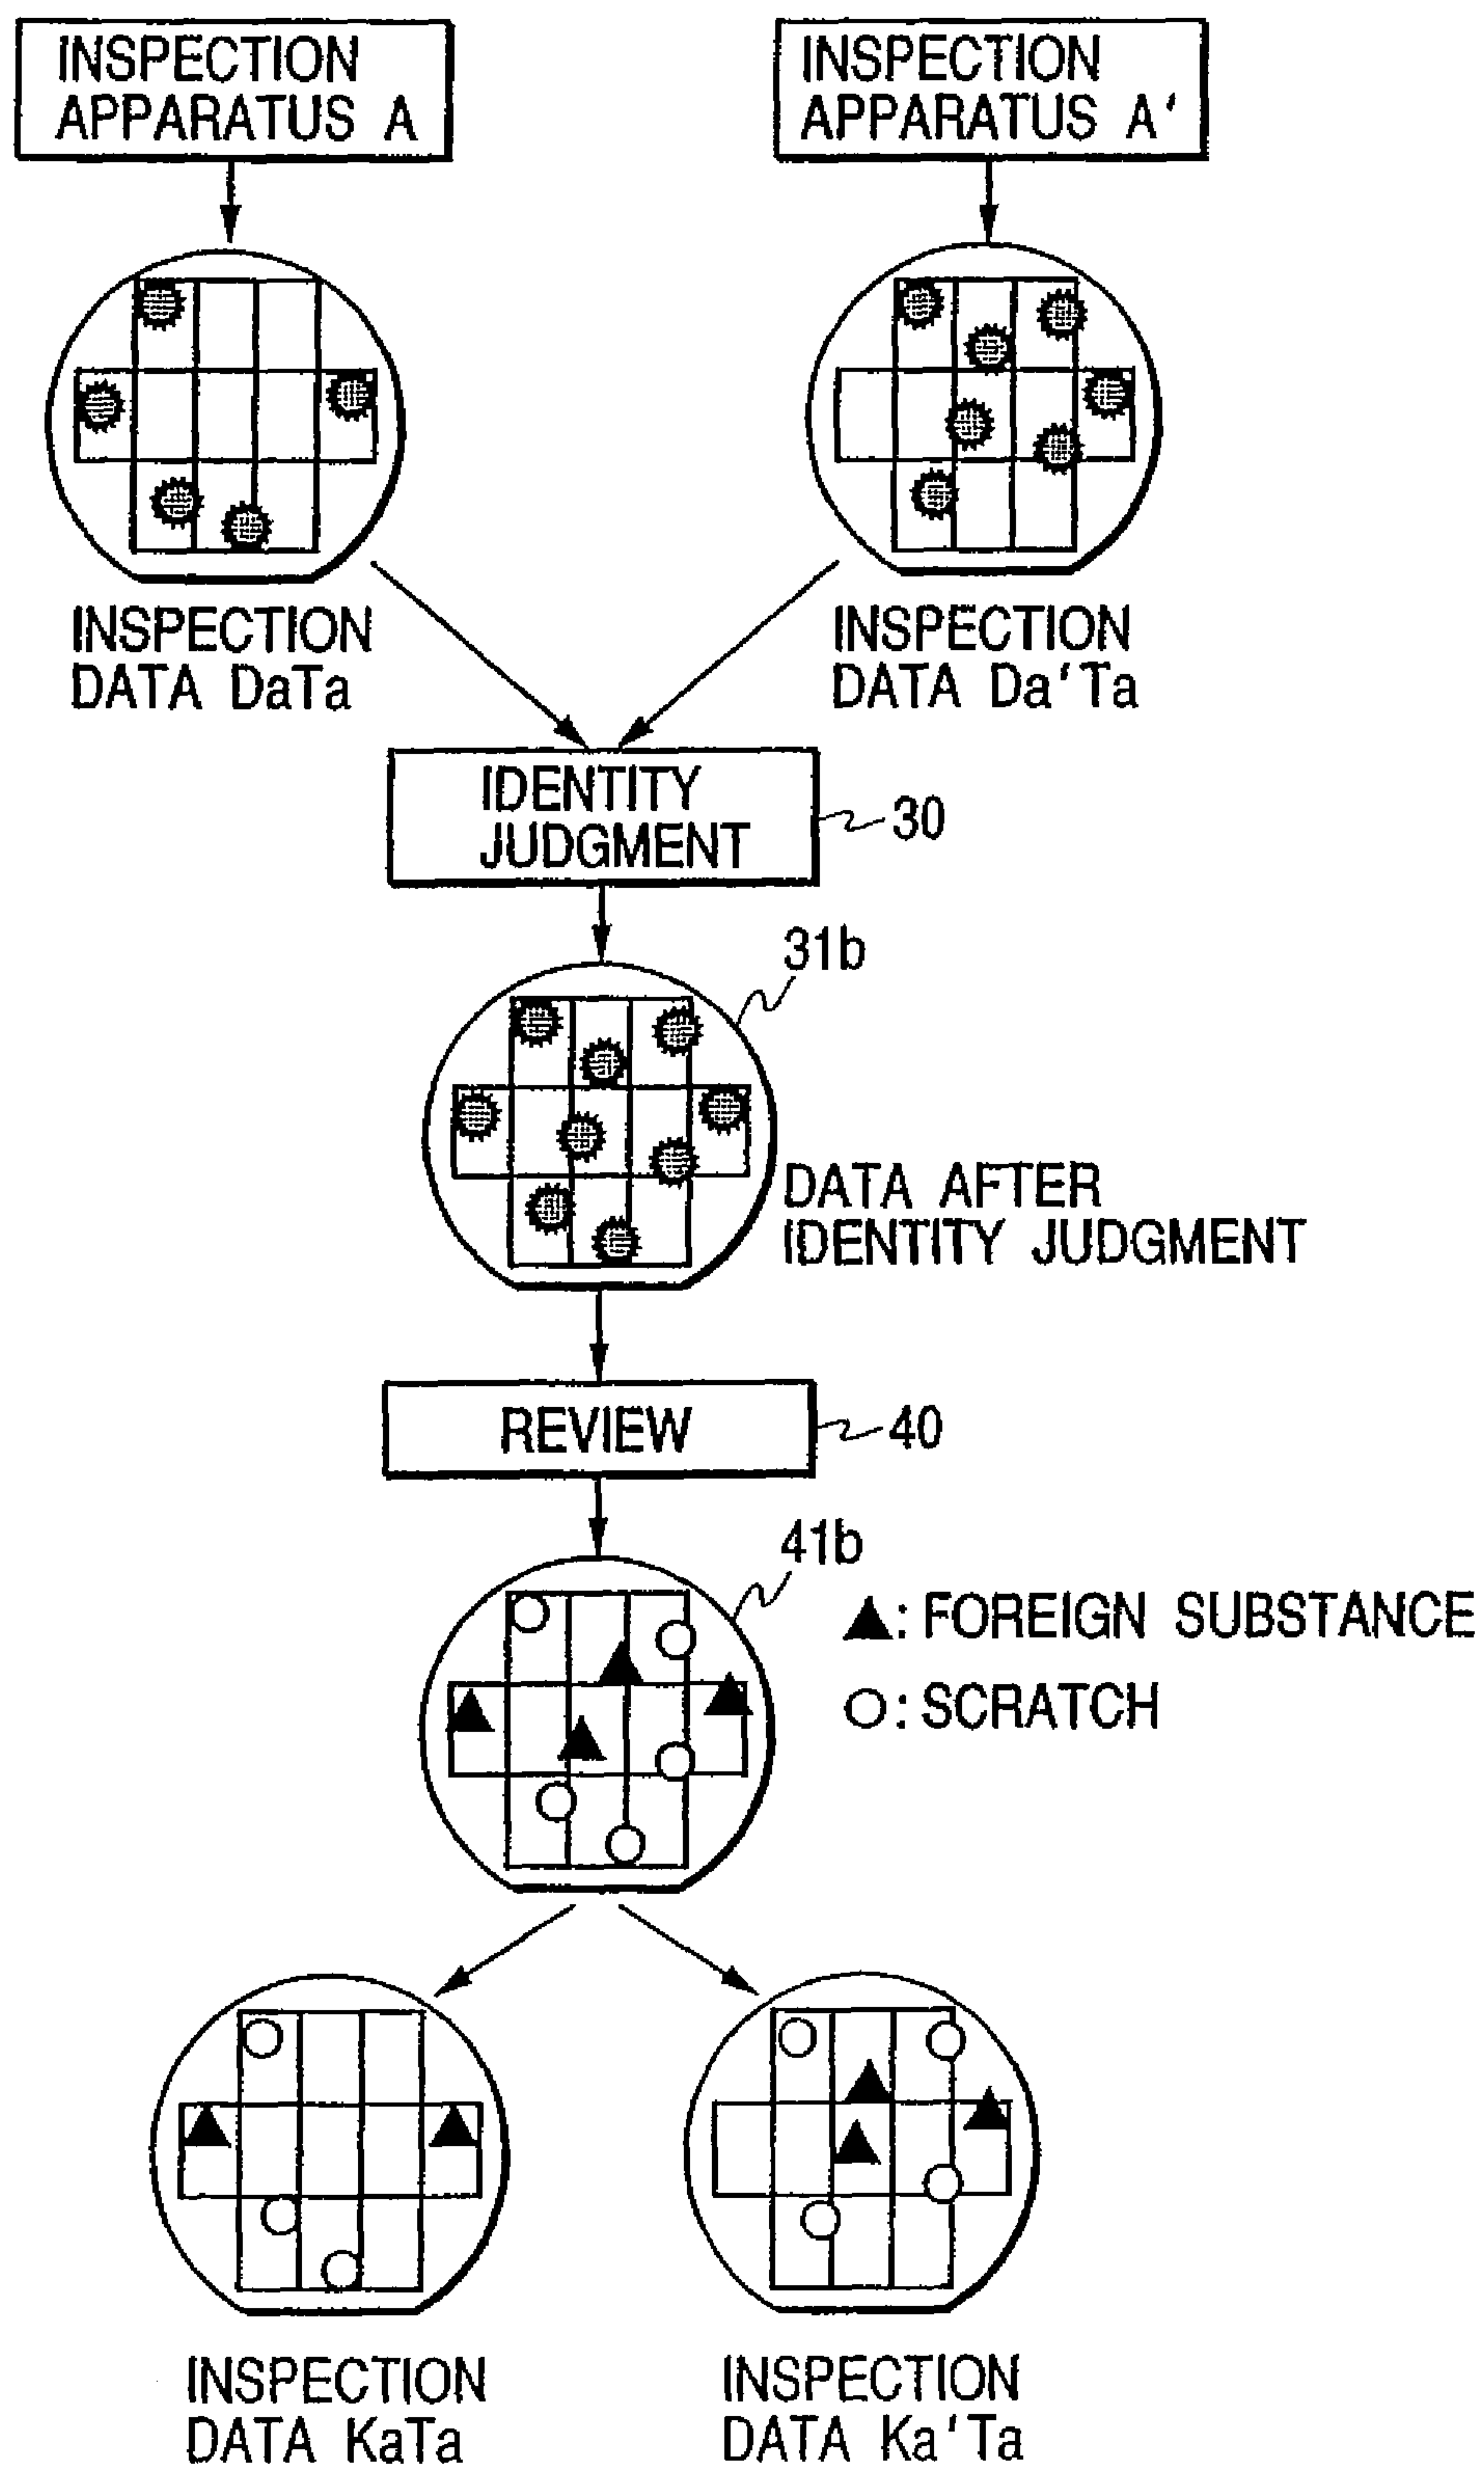 INSPECTION
APPARATUS A
INSPECTION
APPARATUS A'
INSPECTION
DATA DaTa
INSPECTION
DATA Da'Ta
IDENTITY
JUDGMENT
30
31b
DATA AFTER
IDENTITY JUDGMENT
REVIEW
40
41b
▲: FOREIGN SUBSTANCE
○: SCRATCH
INSPECTION
DATA KaTa
INSPECTION
DATA Ka'Ta